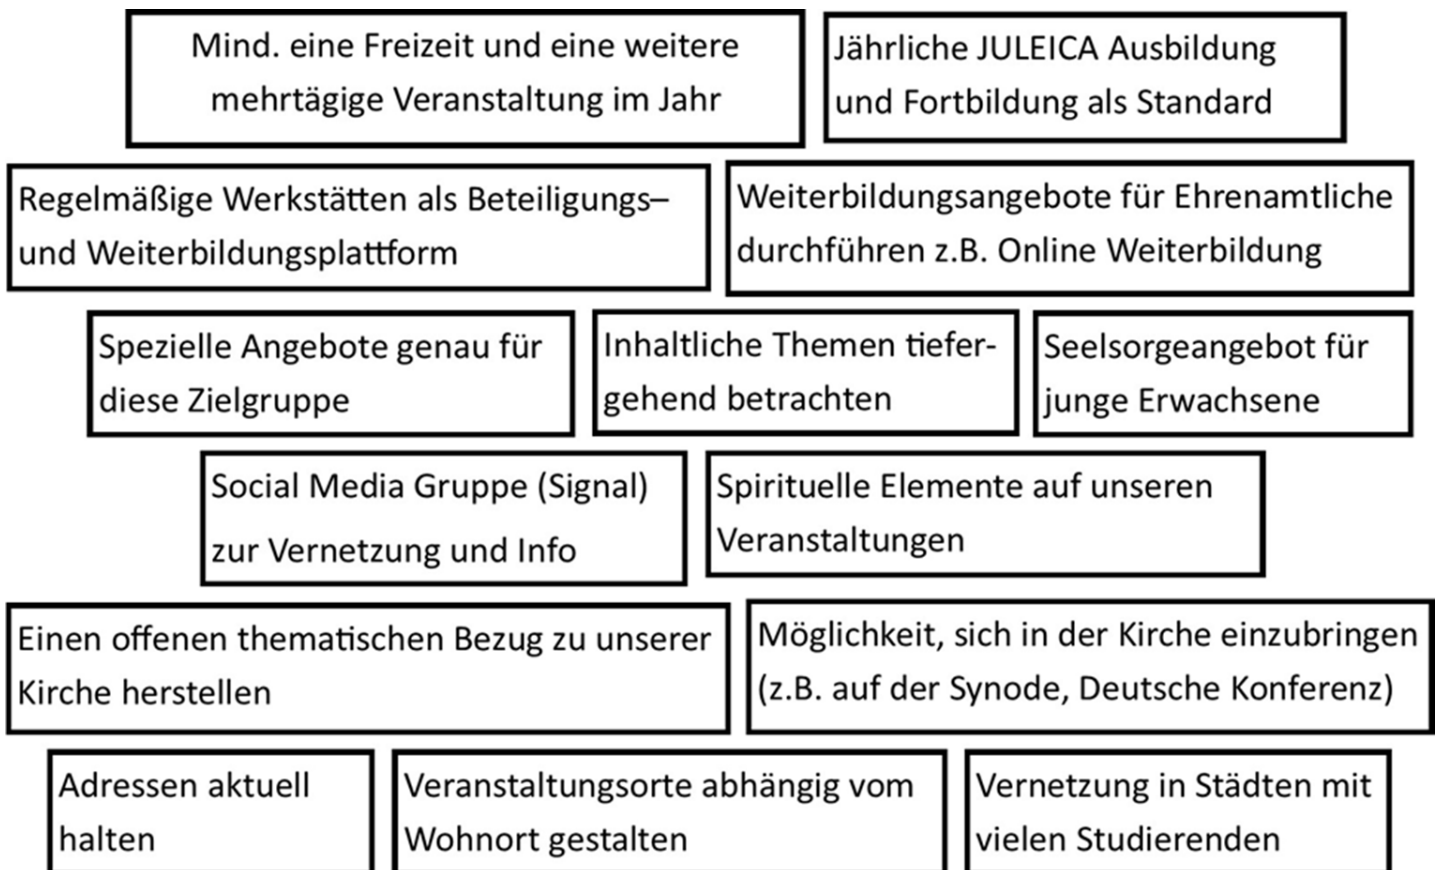 Mind. eine Freizeit und eine weitere
mehrtägige Veranstaltung im Jahr
Jährliche JULEICA Ausbildung
und Fortbildung als Standard
Regelmäßige Werkstätten als Beteiligungs–
und Weiterbildungsplattform
Weiterbildungsangebote für Ehrenamtliche
durchführen z.B. Online Weiterbildung
Spezielle Angebote genau für
diese Zielgruppe
Inhaltliche Themen tiefer-
gehend betrachten
Seelsorgeangebot für
junge Erwachsene
Social Media Gruppe (Signal)
zur Vernetzung und Info
Spirituelle Elemente auf unseren
Veranstaltungen
Einen offenen thematischen Bezug zu unserer
Kirche herstellen
Möglichkeit, sich in der Kirche einzubringen
(z.B. auf der Synode, Deutsche Konferenz)
Adressen aktuell
halten
Veranstaltungsorte abhängig vom
Wohnort gestalten
Vernetzung in Städten mit
vielen Studierenden